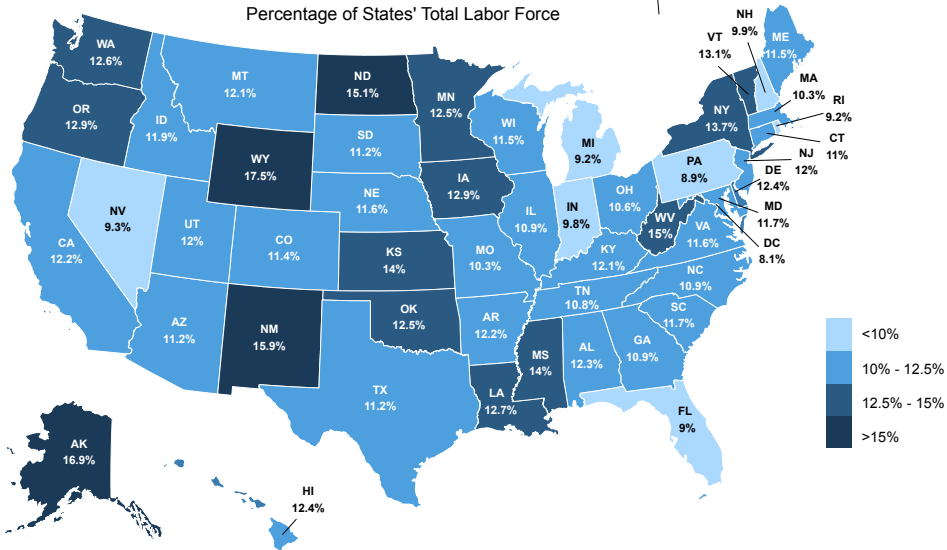 Percentage of States' Total Labor Force
WA
12.6%
OR
12.9%
CA
12.2%
NV
9.3%
ID
11.9%
MT
12.1%
WY
17.5%
UT
12%
AZ
11.2%
CO
11.4%
NM
15.9%
ND
15.1%
SD
11.2%
NE
11.6%
KS
14%
OK
12.5%
TX
11.2%
MN
12.5%
IA
12.9%
MO
10.3%
AR
12.2%
LA
12.7%
WI
11.5%
IL
10.9%
MI
9.2%
IN
9.8%
OH
10.6%
KY
12.1%
TN
10.8%
MS
14%
AL
12.3%
GA
10.9%
FL
9%
SC
11.7%
NC
10.9%
VA
11.6%
WV
15%
PA
8.9%
NY
13.7%
VT
13.1%
NH
9.9%
ME
11.5%
MA
10.3%
RI
9.2%
CT
11%
NJ
12%
DE
12.4%
MD
11.7%
DC
8.1%
AK
16.9%
HI
12.4%
<10%
10% - 12.5%
12.5% - 15%
>15%